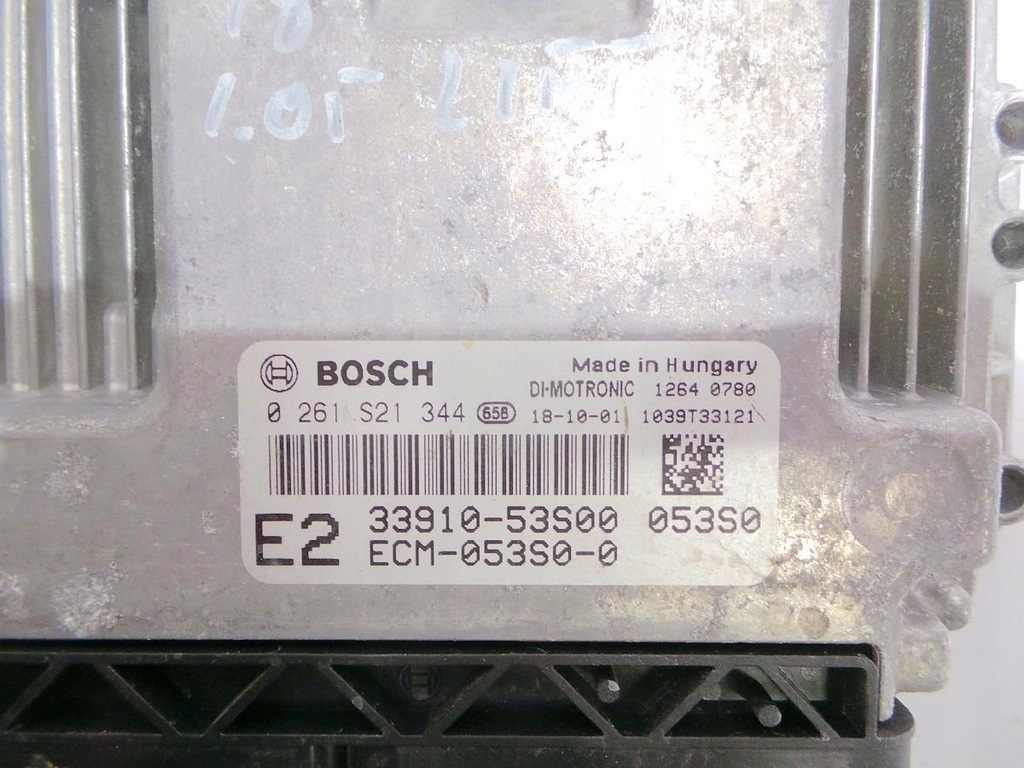 18
1.0T
BOSCH Made in Hungary
DI-MOTRONIC 1264 0780
0 261 S21 344 658 18-10-01 1039T33121
E2 33910-53S00 053S0
ECM-053S0-0